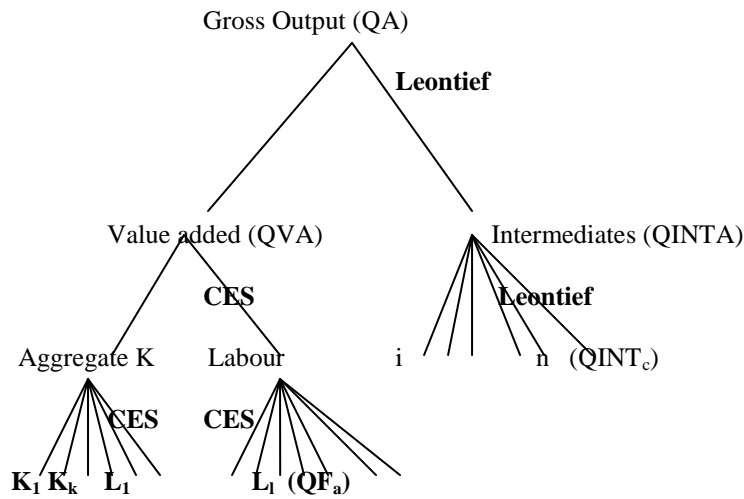 Gross Output (QA)
Leontief
Value added (QVA) Intermediates (QINTA)
CES Leontief
Aggregate K Labour i n (QINTc)
CES CES
K1 Kk L1 Ll (QFa)